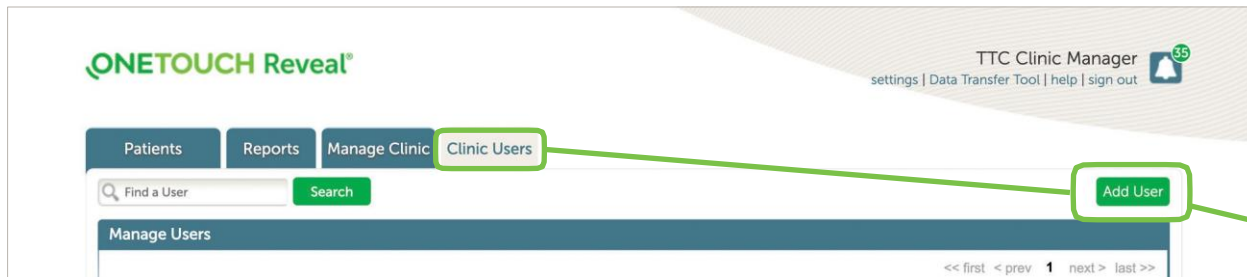 ONETOUCH Reveal®
TTC Clinic Manager
35
settings | Data Transfer Tool | help | sign out
Patients
Reports
Manage Clinic
Clinic Users
Find a User
Search
Add User
Manage Users
<< first < prev 1 next > last >>